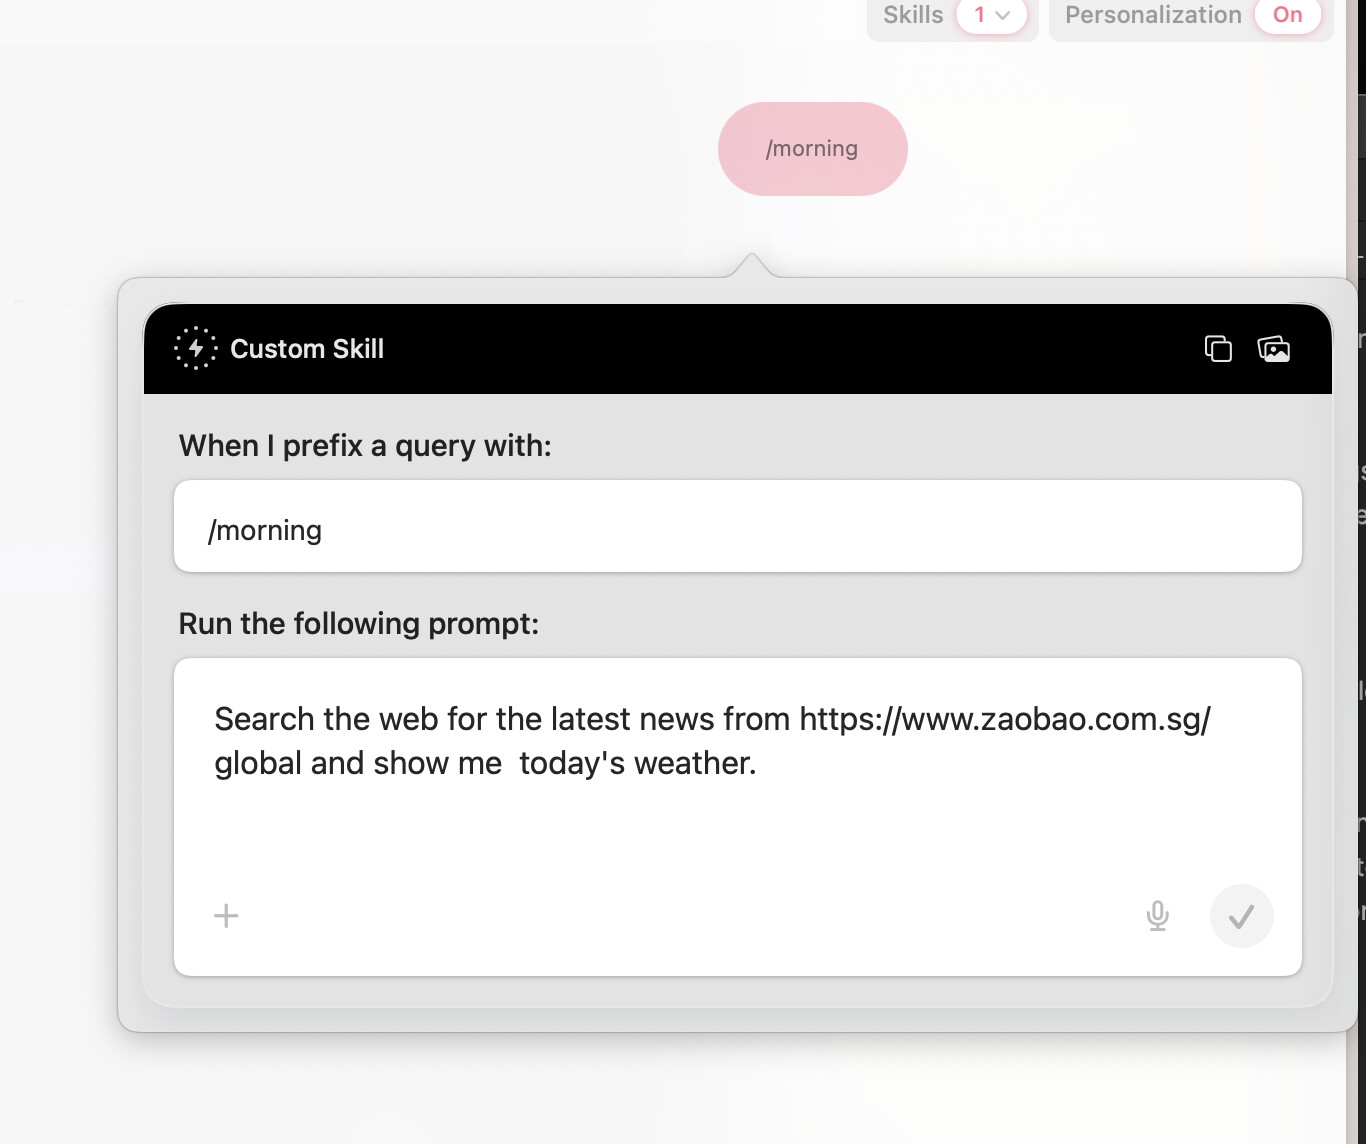 Skills 1
Personalization On
/morning
Custom Skill
When I prefix a query with:
/morning
Run the following prompt:
Search the web for the latest news from https://www.zaobao.com.sg/
global and show me  today's weather.